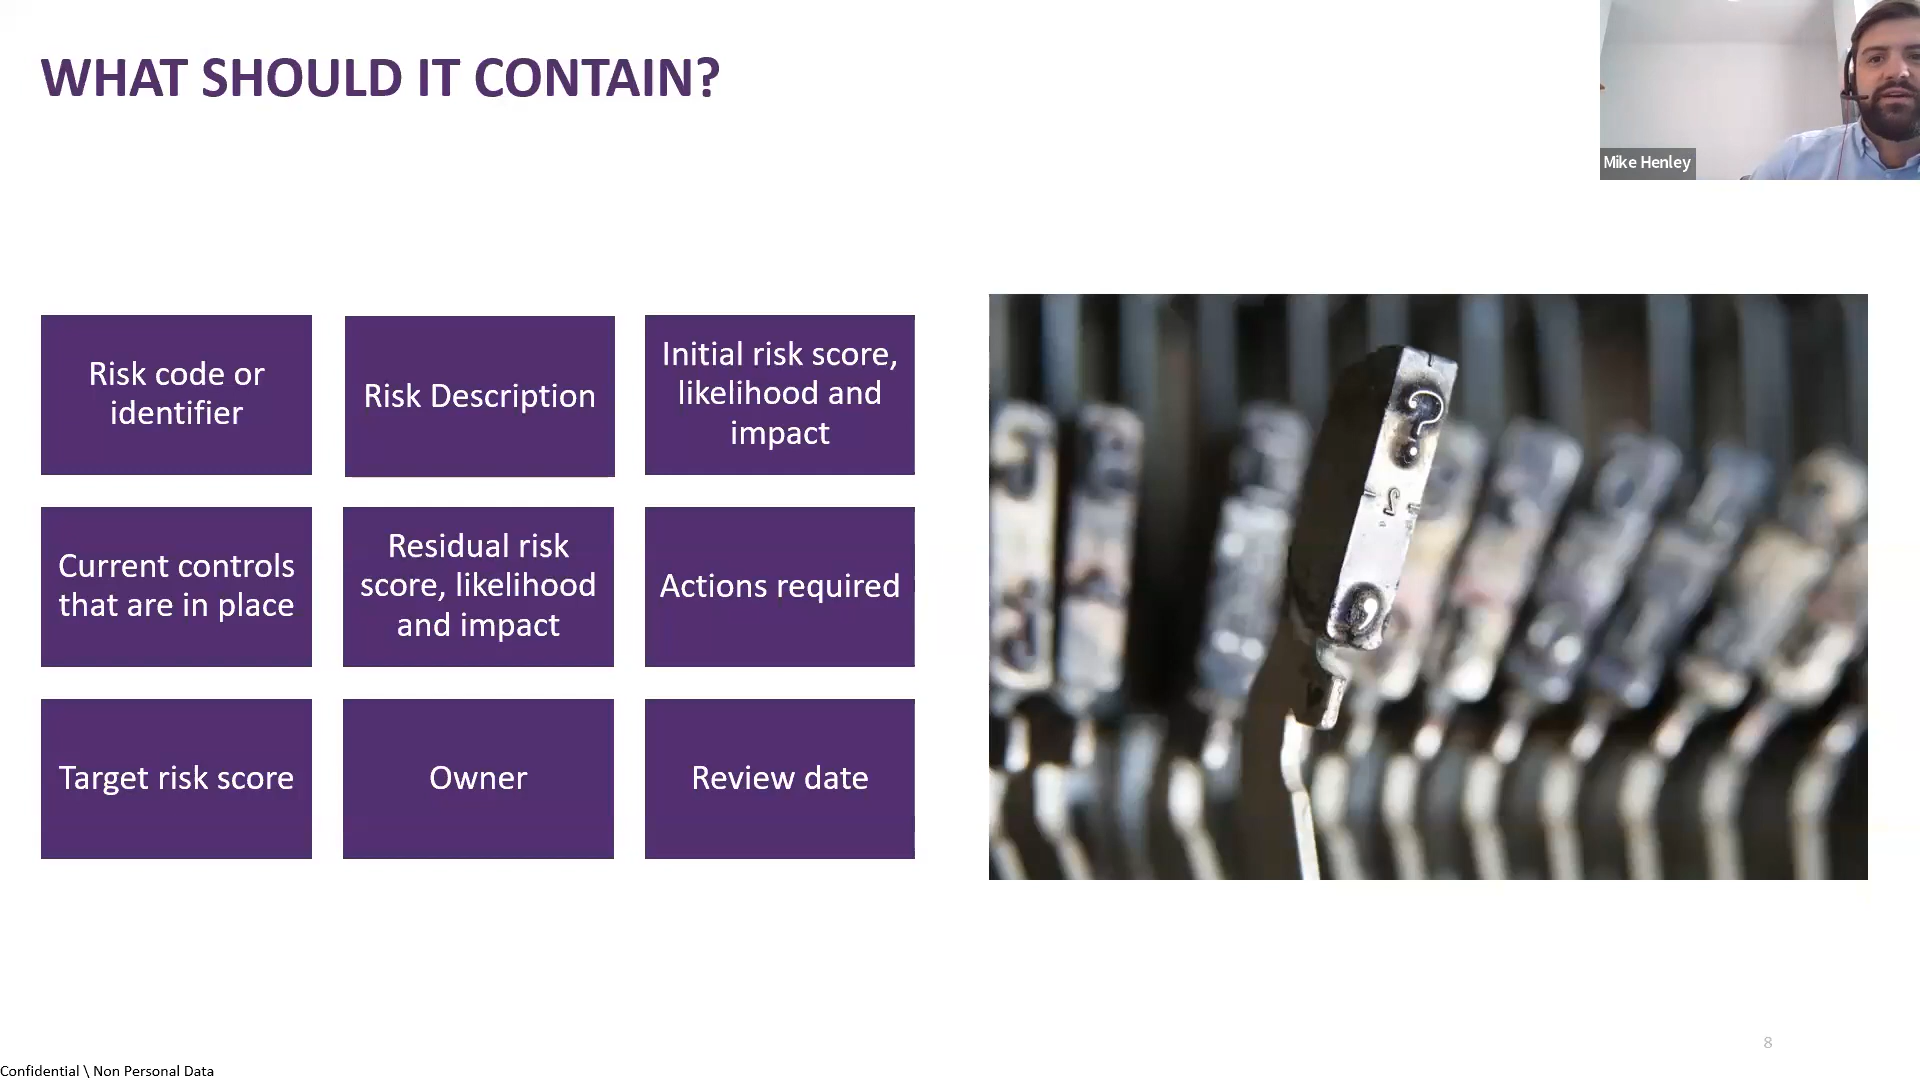 WHAT SHOULD IT CONTAIN?
Mike Henley
Risk code or
identifier
Risk Description
Initial risk score,
likelihood and
impact
Current controls
that are in place
Residual risk
score, likelihood
and impact
Actions required
Target risk score
Owner
Review date
?
2
,
8
Confidential \ Non Personal Data